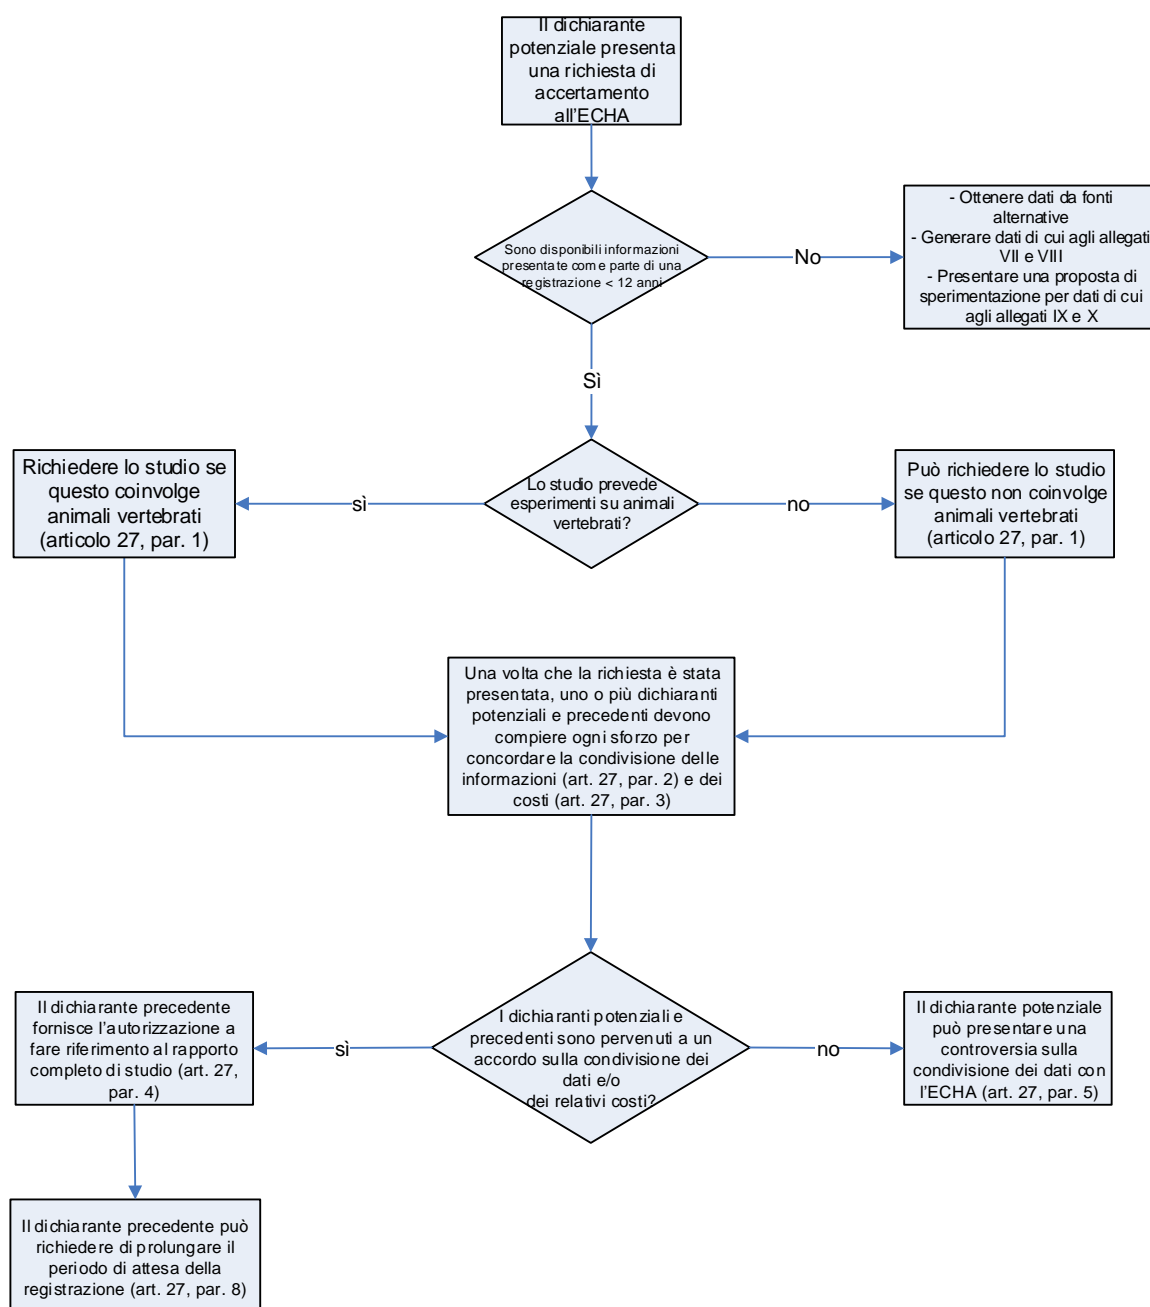 Il dichiarante
potenziale presenta
una richiesta di
accertamento
all'ECHA
Sono disponibili informazioni
presentate come parte di una
registrazione < 12 anni
No
- Ottenere dati da fonti
alternative
- Generare dati di cui agli allegati
VII e VIII
- Presentare una proposta di
sperimentazione per dati di cui
agli allegati IX e X
Sì
Lo studio prevede
esperimenti su animali
vertebrati?
sì
Richiedere lo studio se
questo coinvolge
animali vertebrati
(articolo 27, par. 1)
no
Può richiedere lo studio
se questo non coinvolge
animali vertebrati
(articolo 27, par. 1)
Una volta che la richiesta è stata
presentata, uno o più dichiaranti
potenziali e precedenti devono
compiere ogni sforzo per
concordare la condivisione delle
informazioni (art. 27, par. 2) e dei
costi (art. 27, par. 3)
I dichiaranti potenziali e
precedenti sono pervenuti a un
accordo sulla condivisione dei
dati e/o
dei relativi costi?
sì
Il dichiarante precedente
fornisce l'autorizzazione a
fare riferimento al rapporto
completo di studio (art. 27,
par. 4)
no
Il dichiarante potenziale
può presentare una
controversia sulla
condivisione dei dati con
l'ECHA (art. 27, par. 5)
Il dichiarante precedente può
richiedere di prolungare il
periodo di attesa della
registrazione (art. 27, par. 8)